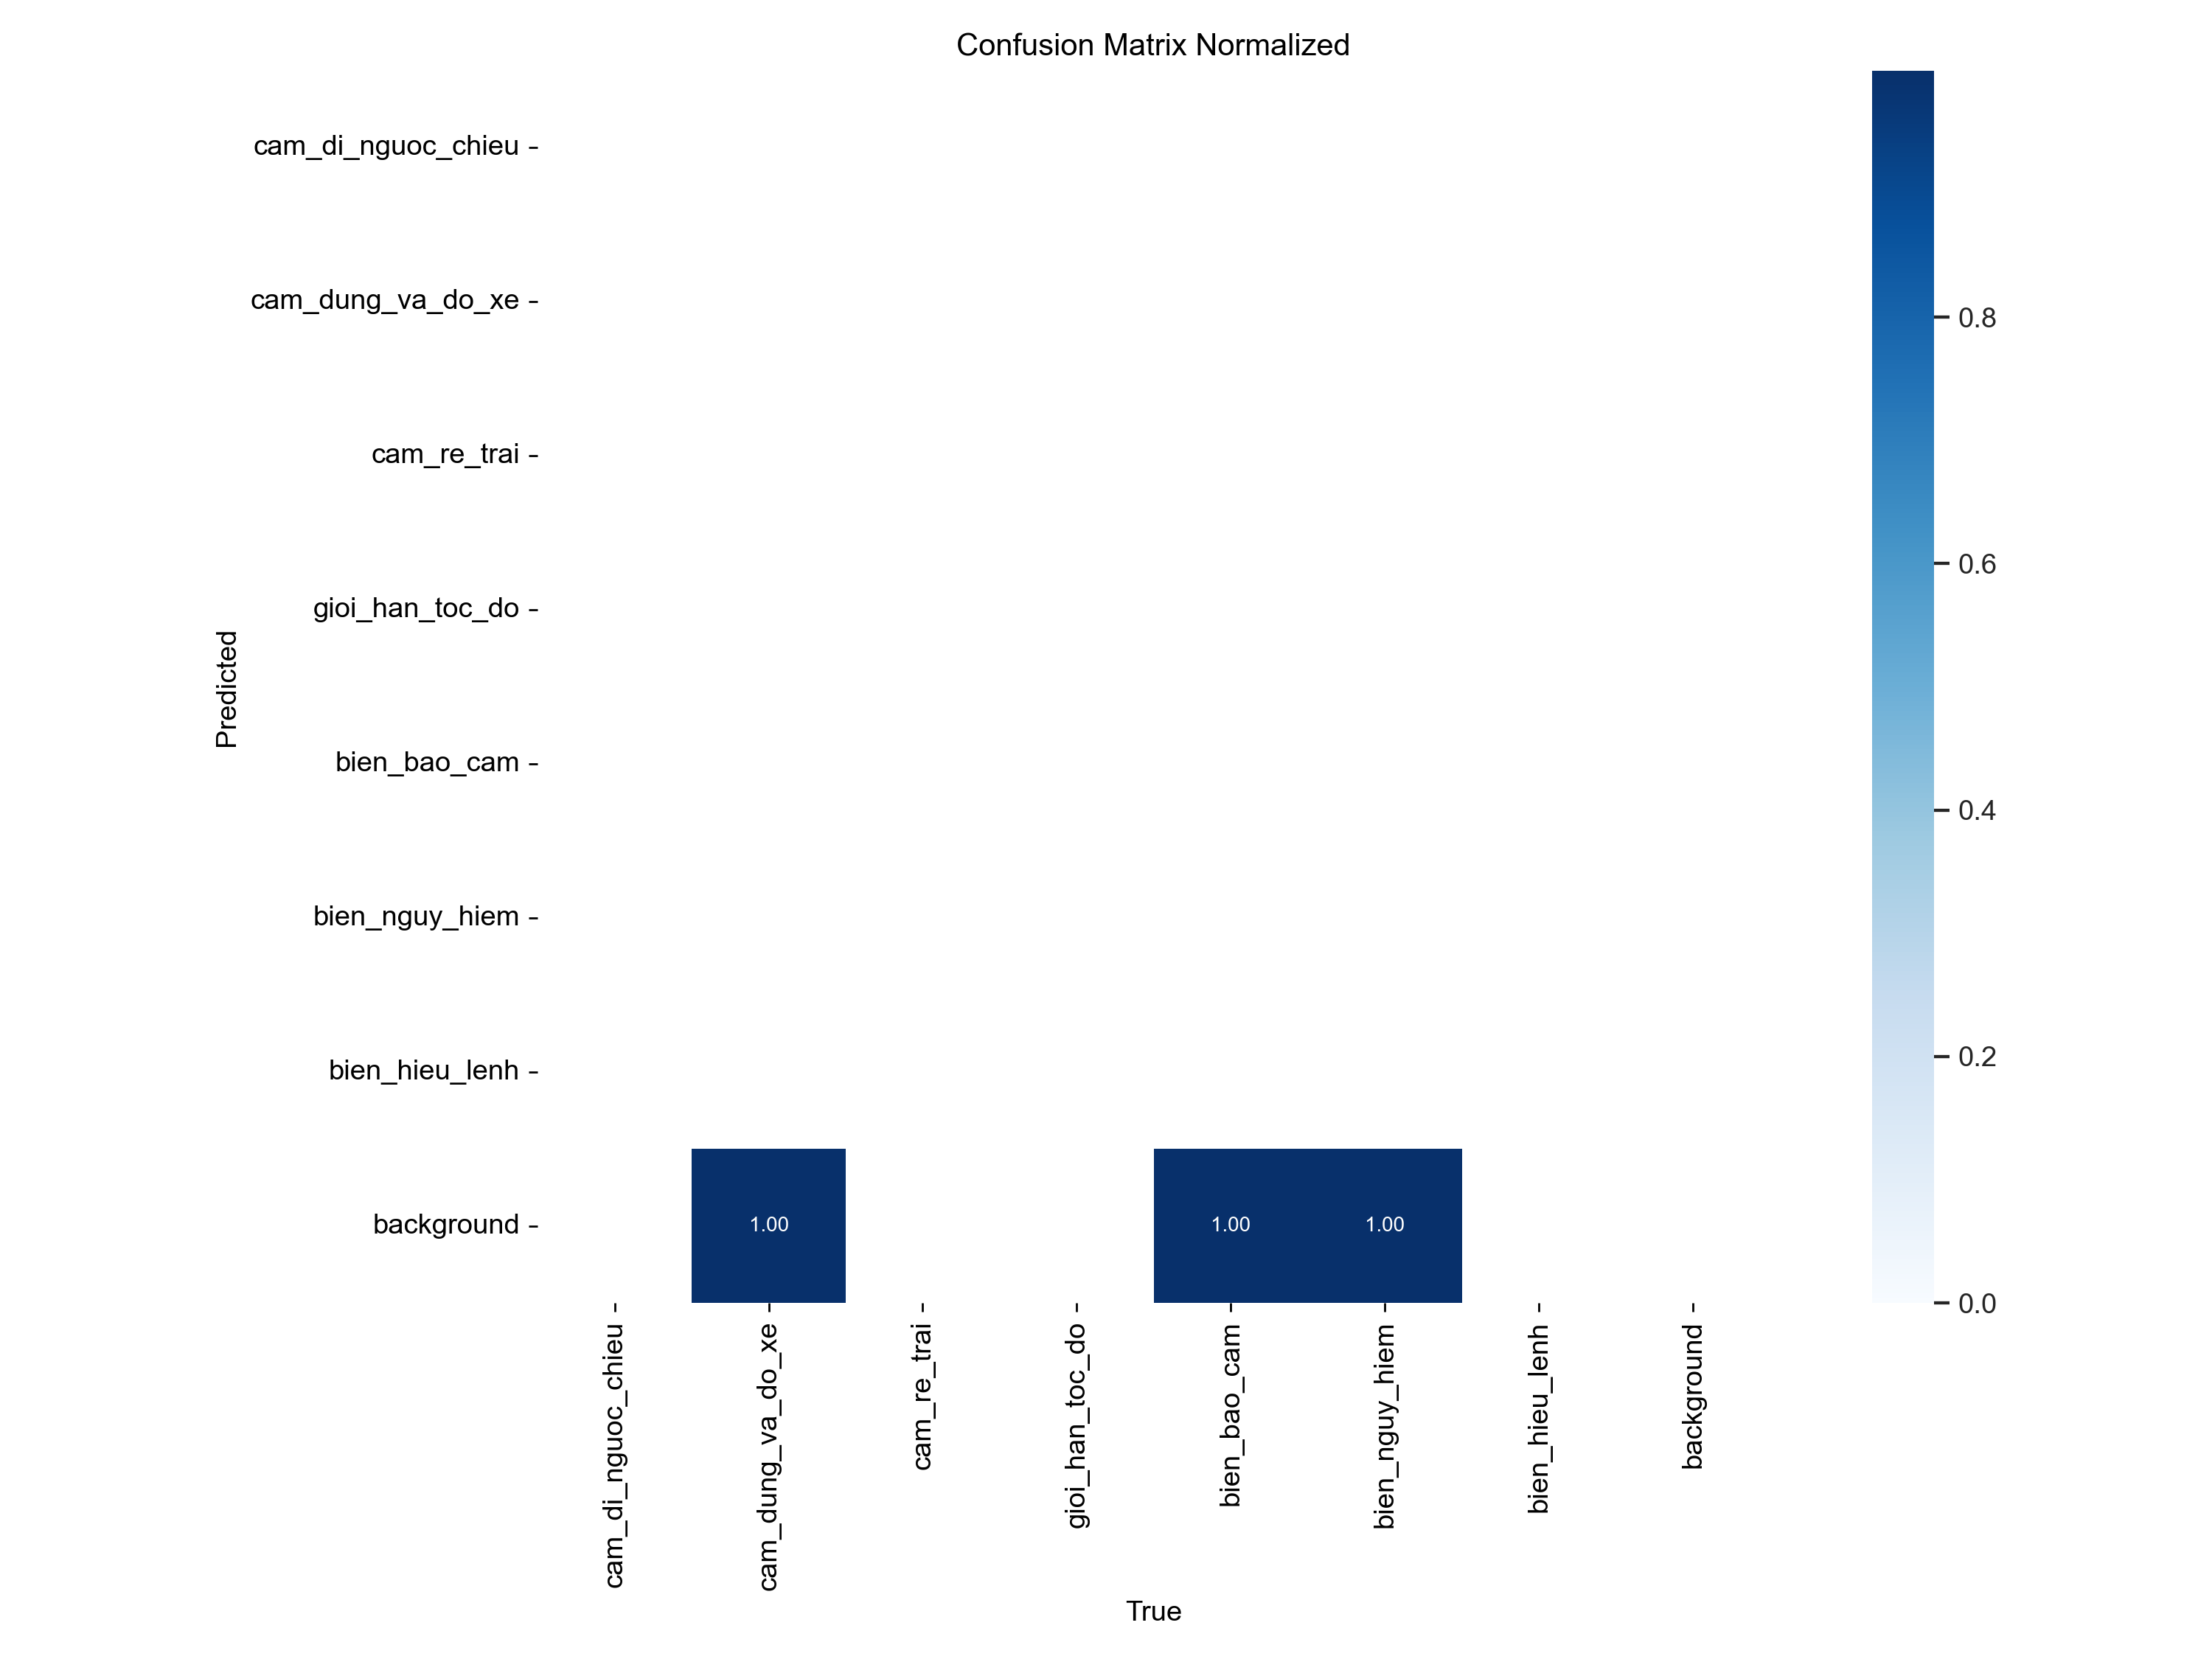 Confusion Matrix Normalized
cam_di_nguoc_chieu
cam_dung_va_do_xe
cam_re_trai
gioi_han_toc_do
bien_bao_cam
bien_nguy_hiem
bien_hieu_lenh
background
Predicted
1.00 1.00 1.00
cam_di_nguoc_chieu
cam_dung_va_do_xe
cam_re_trai
gioi_han_toc_do
bien_bao_cam
bien_nguy_hiem
bien_hieu_lenh
background
True
0.8
0.6
0.4
0.2
0.0